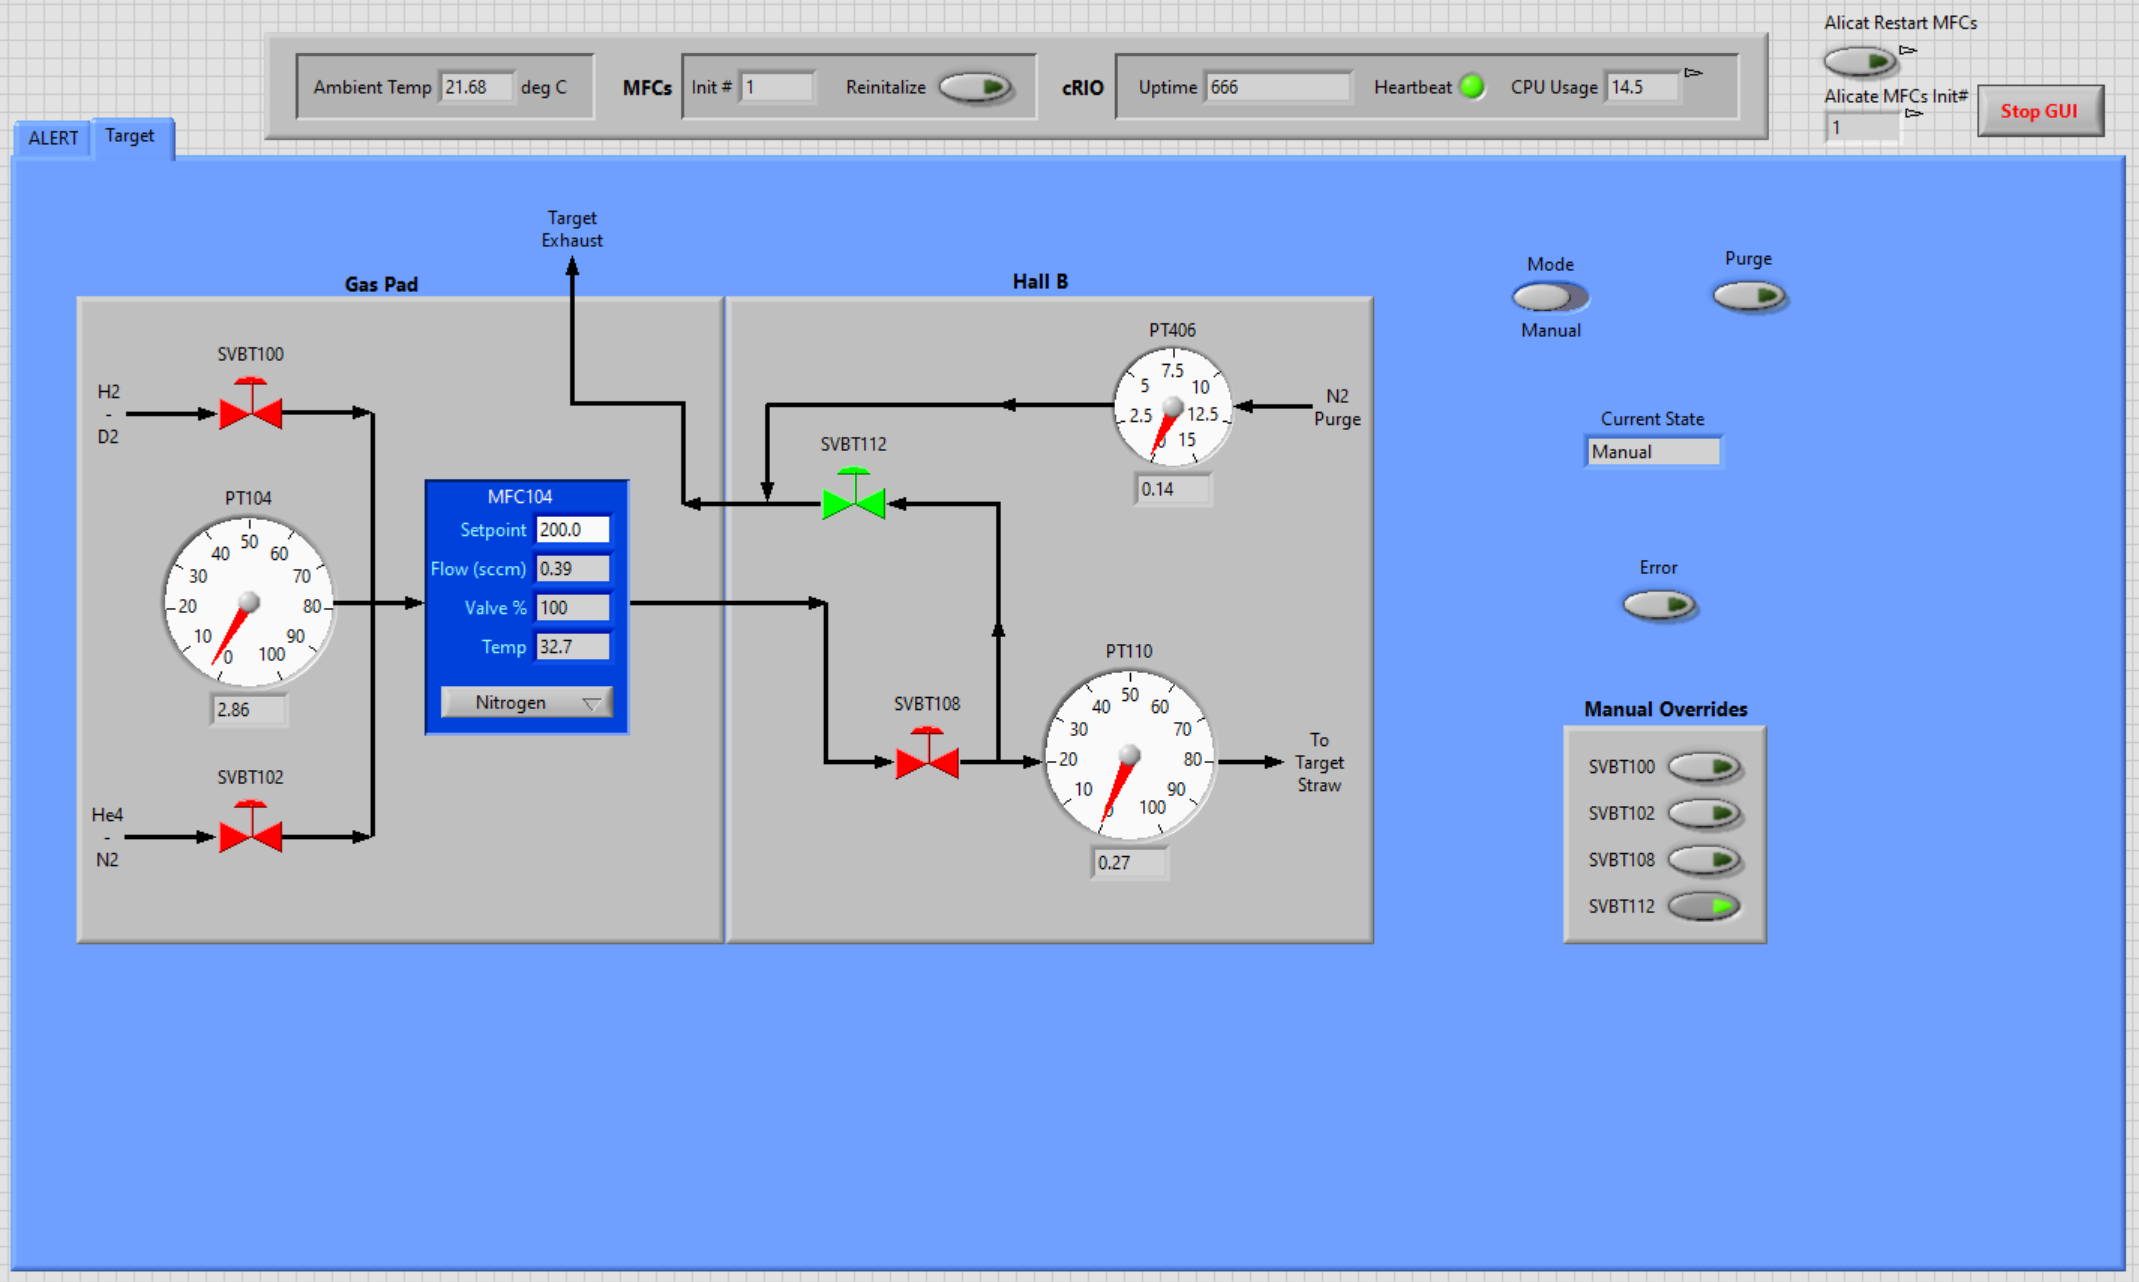 Alicat Restart MFCs
Ambient Temp 21.68 deg C MFCs Init # 1 Reinitalize cRIO Uptime 666 Heartbeat CPU Usage 14.5
Alicate MFCs Init#
1
Stop GUI
ALERT Target
Target
Exhaust
Gas Pad
Hall B
Mode
Manual
Purge
SVBT100
H2
-
D2
PT406
2.5 5 7.5 10 12.5 15 0
0.14
N2
Purge
SVBT112
Current State
Manual
PT104
0 10 20 30 40 50 60 70 80 90 100
2.86
MFC104
Setpoint 200.0
Flow (sccm) 0.39
Valve % 100
Temp 32.7
Nitrogen
Error
SVBT108
PT110
0 10 20 30 40 50 60 70 80 90 100
0.27
To
Target
Straw
SVBT102
He4
-
N2
Manual Overrides
SVBT100
SVBT102
SVBT108
SVBT112